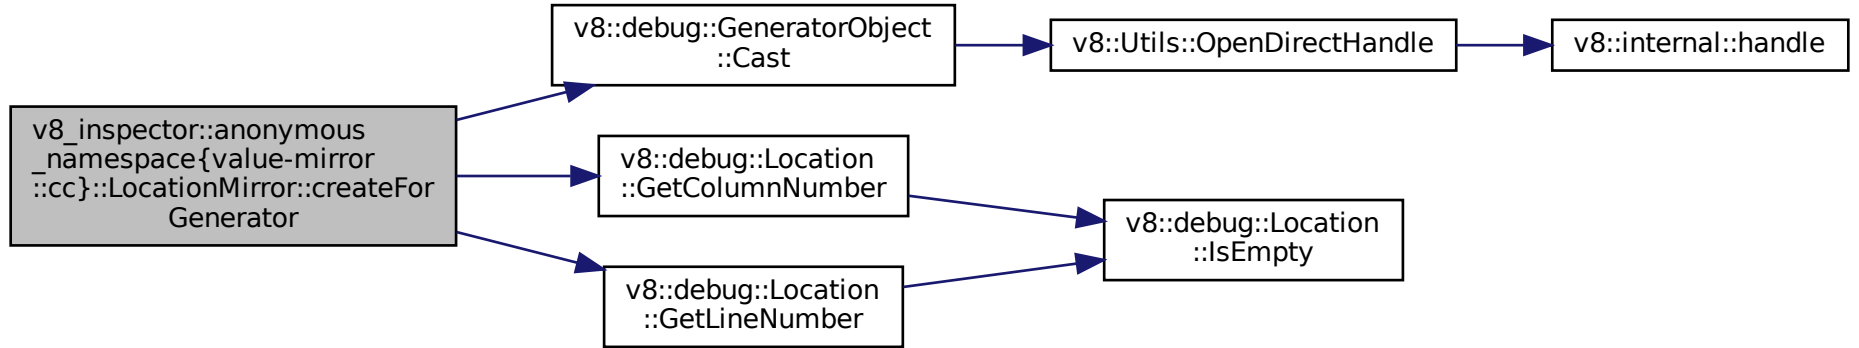 v8::debug::GeneratorObject
::Cast
v8::Utils::OpenDirectHandle
v8::internal::handle
v8_inspector::anonymous
_namespace{value-mirror
::cc}::LocationMirror::createFor
Generator
v8::debug::Location
::GetColumnNumber
v8::debug::Location
::IsEmpty
v8::debug::Location
::GetLineNumber